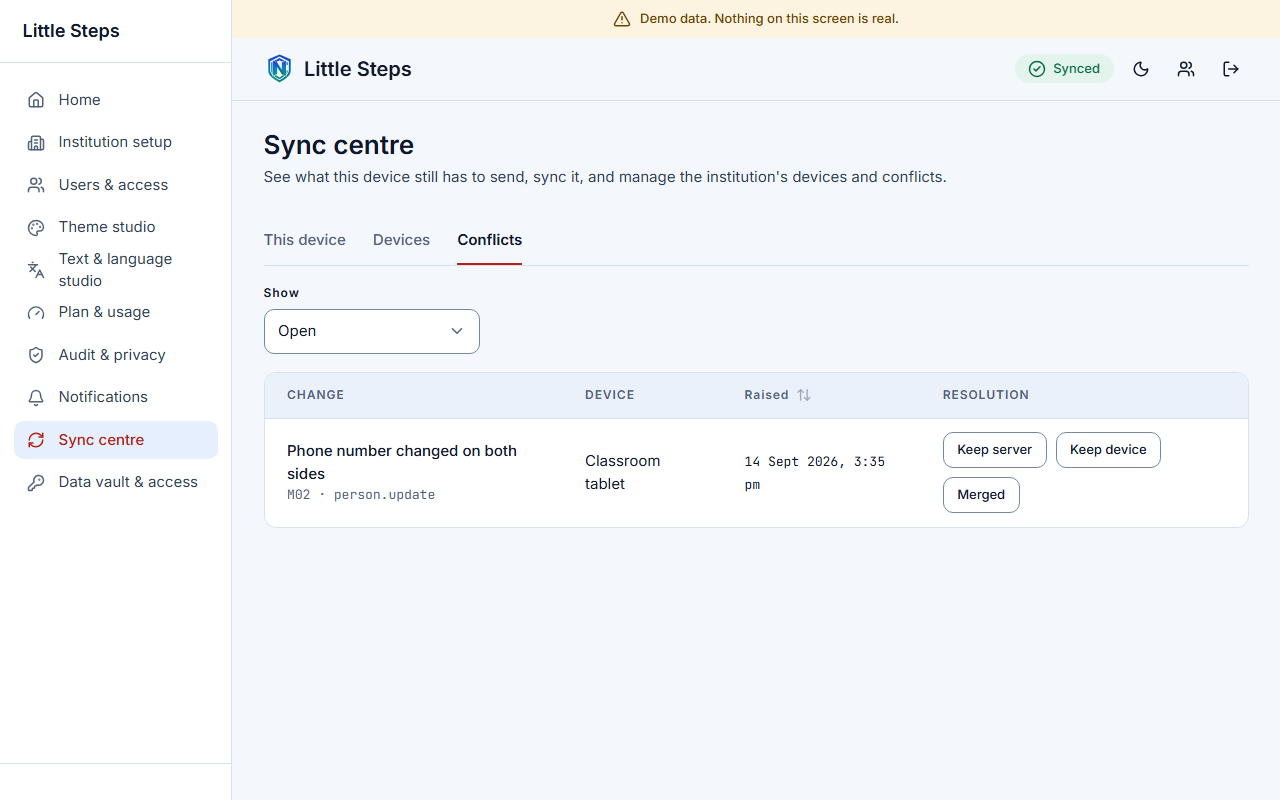 Little Steps
Home
Institution setup
Users & access
Theme studio
Text & language
studio
Plan & usage
Audit & privacy
Notifications
Sync centre
Data vault & access
Demo data. Nothing on this screen is real.
Little Steps
Synced
Sync centre
See what this device still has to send, sync it, and manage the institution's devices and conflicts.
This device
Devices
Conflicts
Show
Open
CHANGE
DEVICE
Raised
RESOLUTION
Phone number changed on both
sides
M02 · person.update
Classroom
tablet
14 Sept 2026, 3:35
pm
Keep server
Keep device
Merged